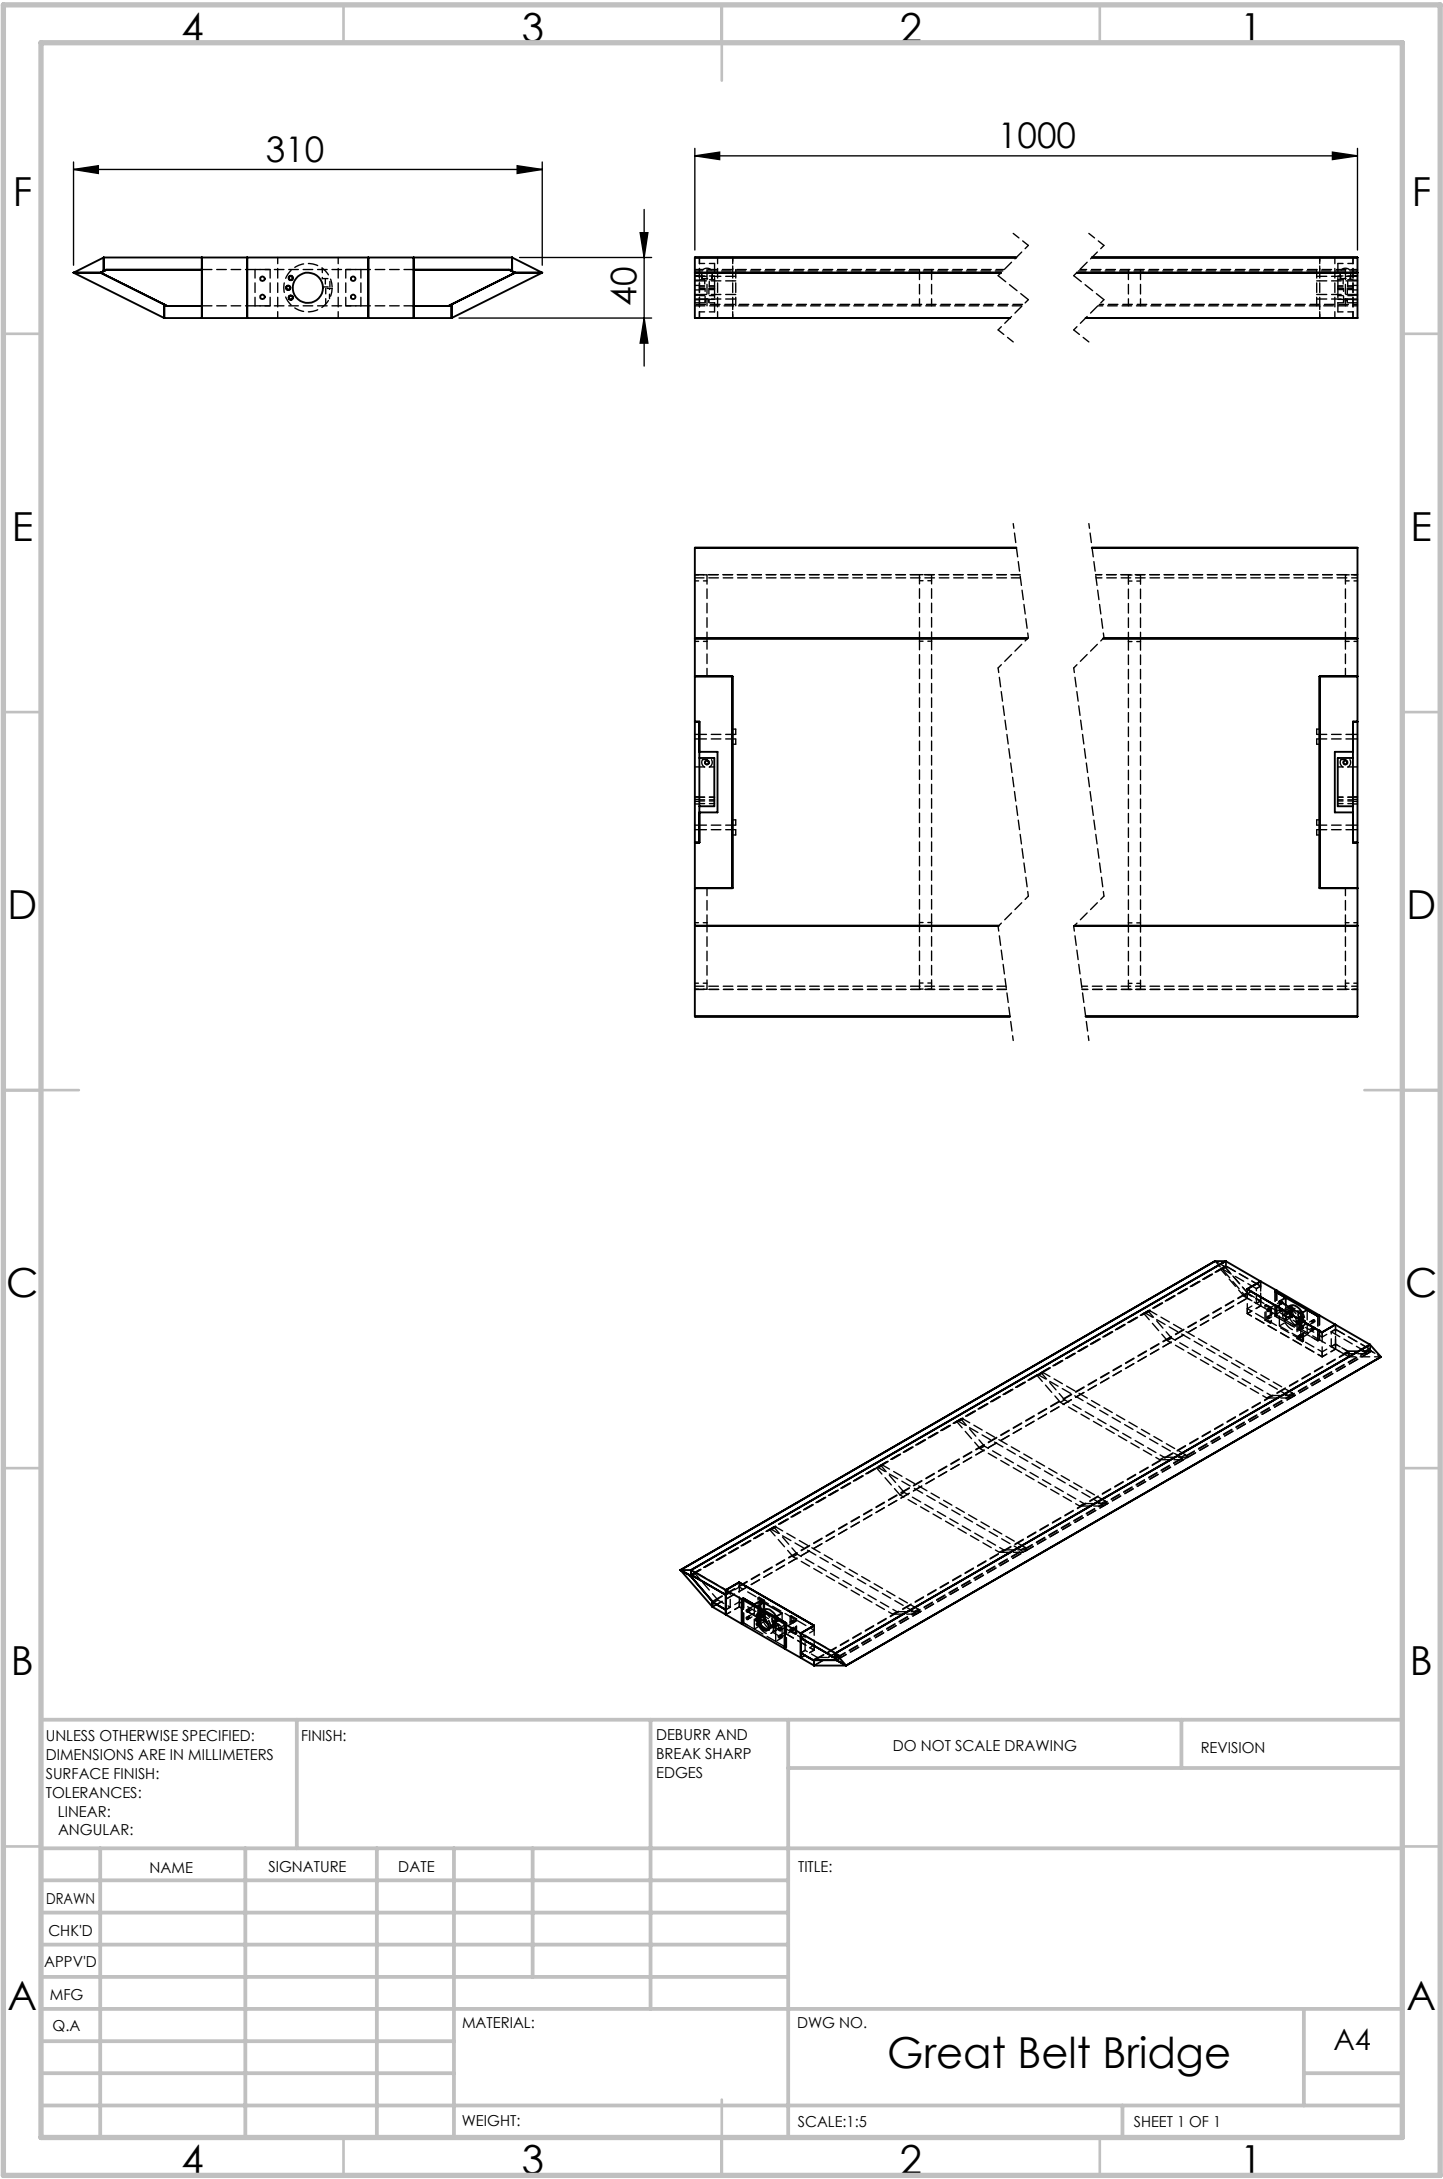 4 3 2 1
310
1000
F F
40
E E
D D
C C
B B
UNLESS OTHERWISE SPECIFIED:
DIMENSIONS ARE IN MILLIMETERS
SURFACE FINISH:
TOLERANCES:
LINEAR:
ANGULAR:
FINISH:
DEBURR AND
BREAK SHARP
EDGES
DO NOT SCALE DRAWING
REVISION
NAME SIGNATURE DATE
TITLE:
DRAWN
CHK'D
APPV'D
A MFG A
Q.A
MATERIAL:
DWG NO.
Great Belt Bridge
A4
WEIGHT:
SCALE:1:5
SHEET 1 OF 1
4 3 2 1